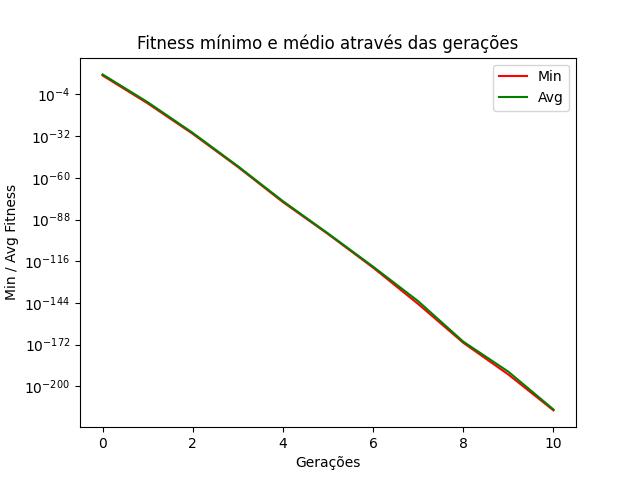 Fitness mínimo e médio através das gerações
Min
Avg
Min / Avg Fitness
10⁻⁴
10⁻³²
10⁻⁶⁰
10⁻⁸⁸
10⁻¹¹⁶
10⁻¹⁴⁴
10⁻¹⁷²
10⁻²⁰⁰
0 2 4 6 8 10
Gerações